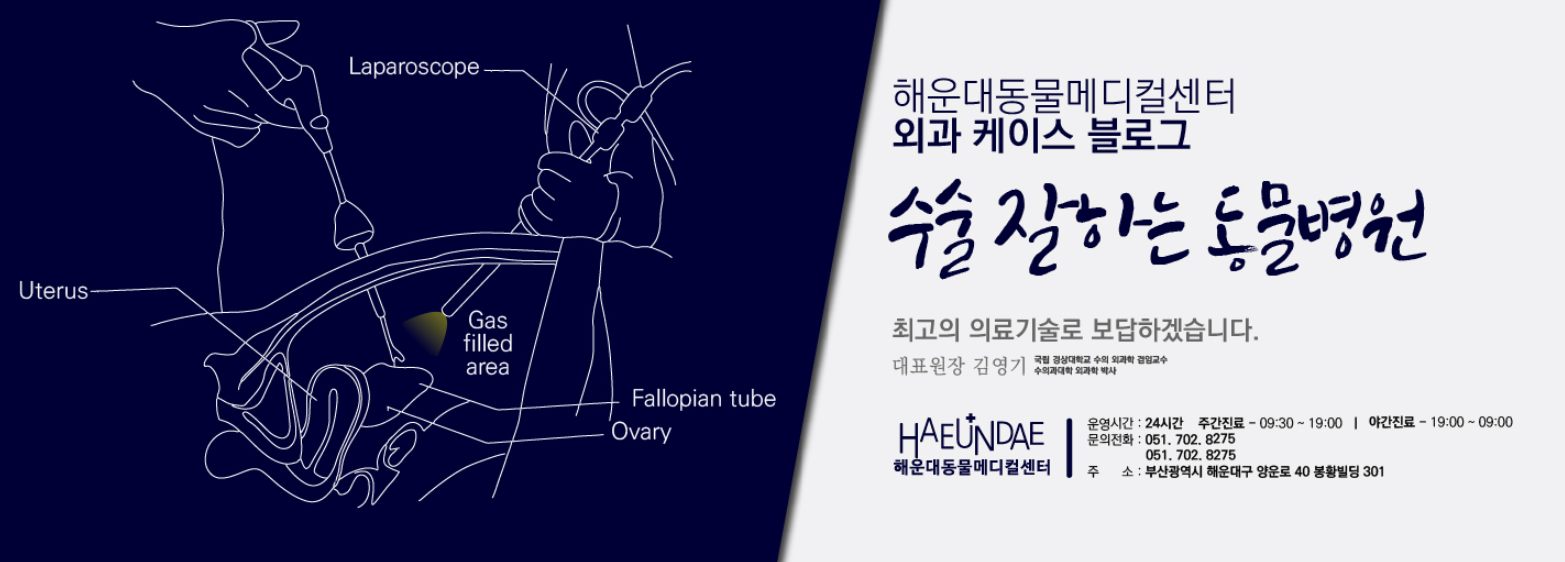 Laparoscope
Uterus
Gas
filled
area
Fallopian tube
Ovary
해운대동물메디컬센터
외과 케이스 블로그
수술 잘하는 동물병원
최고의 의료기술로 보답하겠습니다.
대표원장 김영기 국립 경상대학교 수의 외과학 겸임교수
수의과대학 외과학 박사
HAEUNDAE
해운대동물메디컬센터
운영시간 : 24시간 주간진료 – 09:30 ~ 19:00 | 야간진료 – 19:00 ~ 09:00
문의전화 : 051. 702. 8275
051. 702. 8275
주 소 : 부산광역시 해운대구 양운로 40 봉황빌딩 301